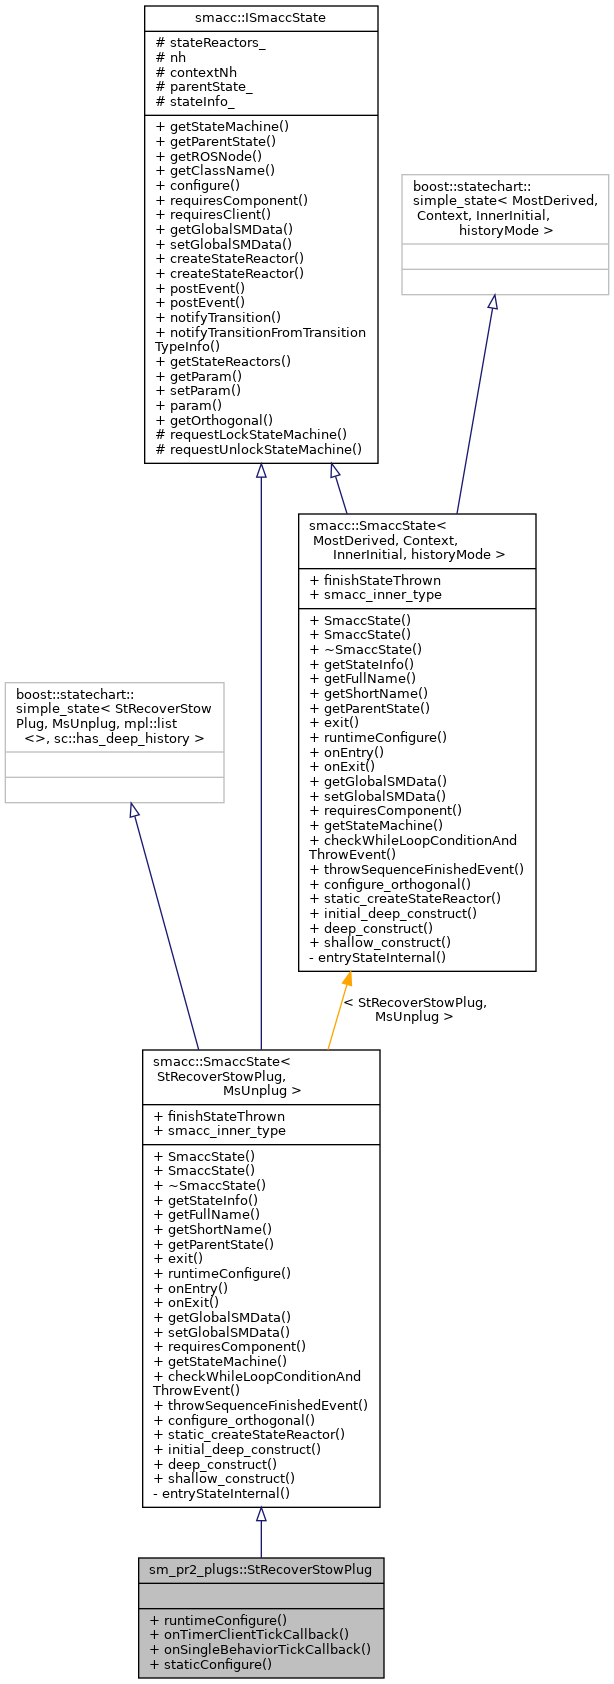 smacc::ISmaccState
# stateReactors_
# nh
# contextNh
# parentState_
# stateInfo_
+ getStateMachine()
+ getParentState()
+ getROSNode()
+ getClassName()
+ configure()
+ requiresComponent()
+ requiresClient()
+ getGlobalSMData()
+ setGlobalSMData()
+ createStateReactor()
+ createStateReactor()
+ postEvent()
+ postEvent()
+ notifyTransition()
+ notifyTransitionFromTransition
TypeInfo()
+ getStateReactors()
+ getParam()
+ setParam()
+ param()
+ getOrthogonal()
# requestLockStateMachine()
# requestUnlockStateMachine()
boost::statechart::
simple_state< MostDerived,
Context, InnerInitial,
historyMode >
smacc::SmaccState<
MostDerived, Context,
InnerInitial, historyMode >
+ finishStateThrown
+ smacc_inner_type
+ SmaccState()
+ SmaccState()
+ ~SmaccState()
+ getStateInfo()
+ getFullName()
+ getShortName()
+ getParentState()
+ exit()
+ runtimeConfigure()
+ onEntry()
+ onExit()
+ getGlobalSMData()
+ setGlobalSMData()
+ requiresComponent()
+ getStateMachine()
+ checkWhileLoopConditionAnd
ThrowEvent()
+ throwSequenceFinishedEvent()
+ configure_orthogonal()
+ static_createStateReactor()
+ initial_deep_construct()
+ deep_construct()
+ shallow_construct()
- entryStateInternal()
boost::statechart::
simple_state< StRecoverStow
Plug, MsUnplug, mpl::list
<>, sc::has_deep_history >
< StRecoverStowPlug,
MsUnplug >
smacc::SmaccState<
StRecoverStowPlug,
MsUnplug >
+ finishStateThrown
+ smacc_inner_type
+ SmaccState()
+ SmaccState()
+ ~SmaccState()
+ getStateInfo()
+ getFullName()
+ getShortName()
+ getParentState()
+ exit()
+ runtimeConfigure()
+ onEntry()
+ onExit()
+ getGlobalSMData()
+ setGlobalSMData()
+ requiresComponent()
+ getStateMachine()
+ checkWhileLoopConditionAnd
ThrowEvent()
+ throwSequenceFinishedEvent()
+ configure_orthogonal()
+ static_createStateReactor()
+ initial_deep_construct()
+ deep_construct()
+ shallow_construct()
- entryStateInternal()
sm_pr2_plugs::StRecoverStowPlug
+ runtimeConfigure()
+ onTimerClientTickCallback()
+ onSingleBehaviorTickCallback()
+ staticConfigure()